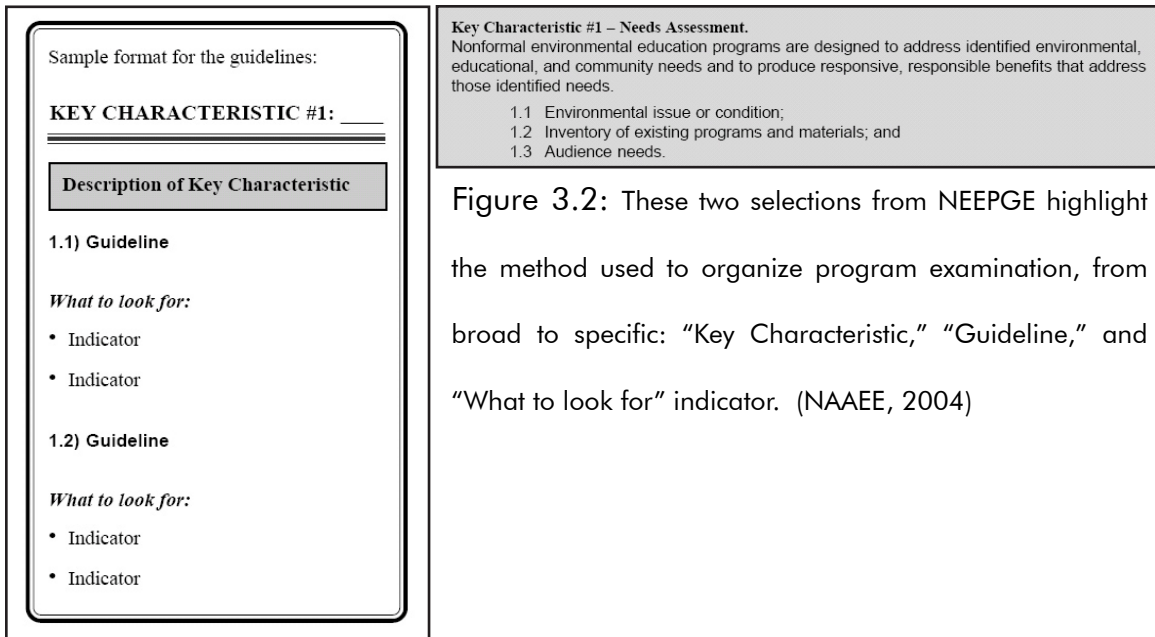 Sample format for the guidelines:
KEY CHARACTERISTIC #1: ____
Description of Key Characteristic
1.1) Guideline
What to look for:
• Indicator
• Indicator
1.2) Guideline
What to look for:
• Indicator
• Indicator
Key Characteristic #1 – Needs Assessment.
Nonformal environmental education programs are designed to address identified environmental,
educational, and community needs and to produce responsive, responsible benefits that address
those identified needs.
1.1 Environmental issue or condition;
1.2 Inventory of existing programs and materials; and
1.3 Audience needs.
Figure 3.2: These two selections from NEEPGE highlight
the method used to organize program examination, from
broad to specific: “Key Characteristic,” “Guideline,” and
“What to look for” indicator. (NAAEE, 2004)